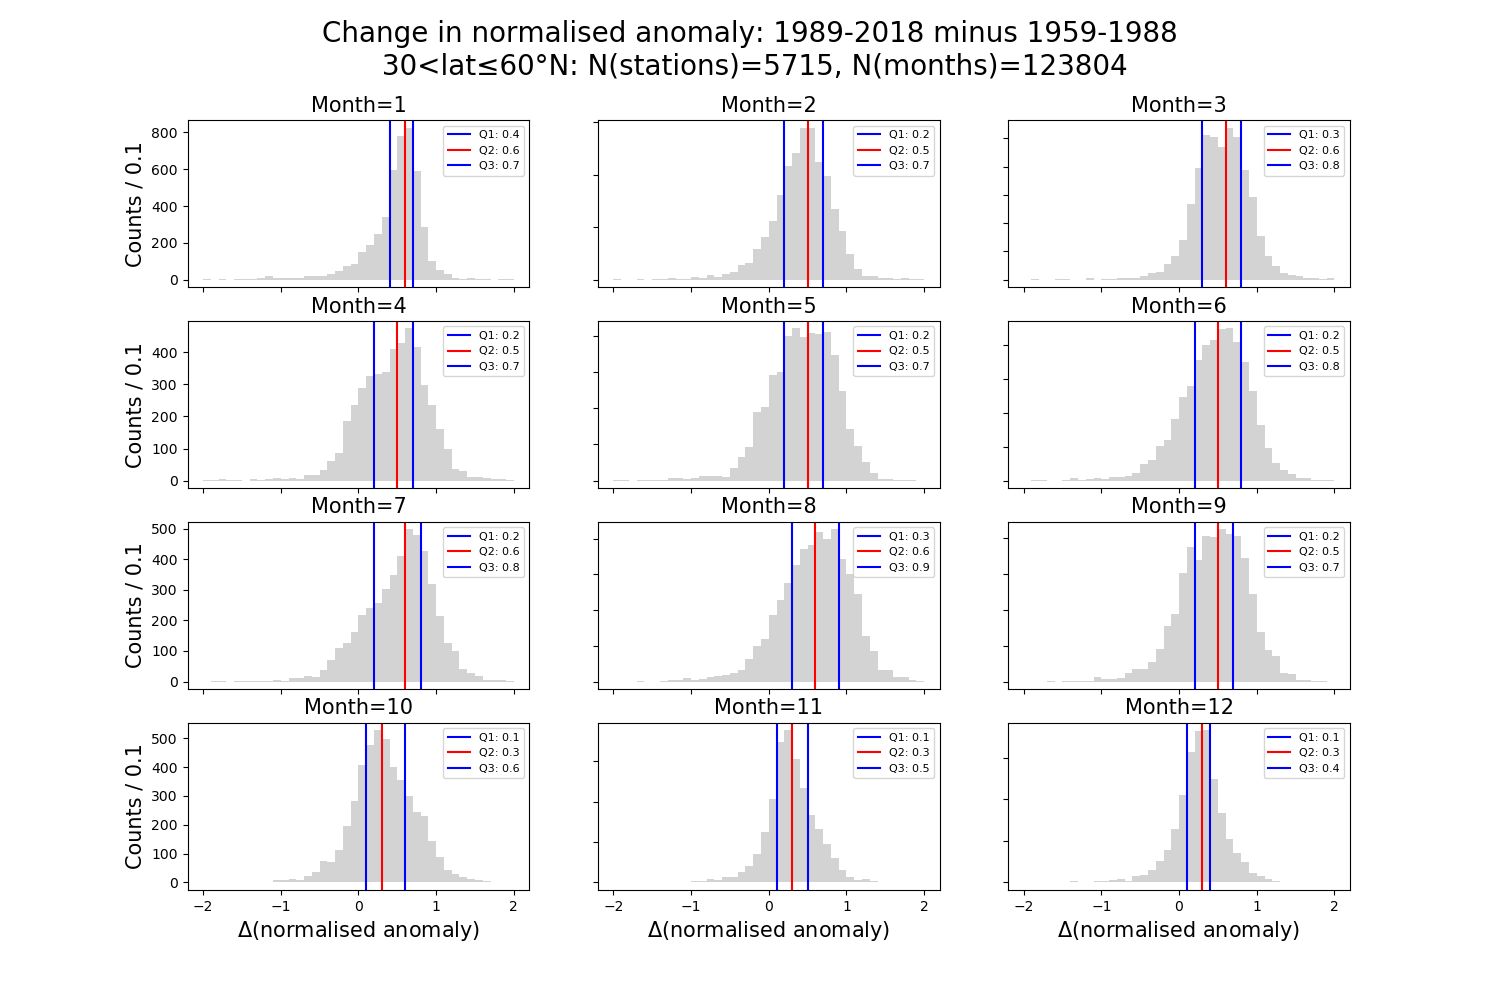 Change in normalised anomaly: 1989-2018 minus 1959-1988
30<lat≤60°N: N(stations)=5715, N(months)=123804
Month=1
Month=2
Month=3
Counts / 0.1
800
600
400
200
0
Q1: 0.4
Q2: 0.6
Q3: 0.7
Q1: 0.2
Q2: 0.5
Q3: 0.7
Q1: 0.3
Q2: 0.6
Q3: 0.8
Month=4
Month=5
Month=6
Counts / 0.1
400
300
200
100
0
Q1: 0.2
Q2: 0.5
Q3: 0.7
Q1: 0.2
Q2: 0.5
Q3: 0.7
Q1: 0.2
Q2: 0.5
Q3: 0.8
Month=7
Month=8
Month=9
Counts / 0.1
500
400
300
200
100
0
Q1: 0.2
Q2: 0.6
Q3: 0.8
Q1: 0.3
Q2: 0.6
Q3: 0.9
Q1: 0.2
Q2: 0.5
Q3: 0.7
Month=10
Month=11
Month=12
Counts / 0.1
500
400
300
200
100
0
Q1: 0.1
Q2: 0.3
Q3: 0.6
Q1: 0.1
Q2: 0.3
Q3: 0.5
Q1: 0.1
Q2: 0.3
Q3: 0.4
−2 −1 0 1 2
−2 −1 0 1 2
−2 −1 0 1 2
Δ(normalised anomaly)
Δ(normalised anomaly)
Δ(normalised anomaly)